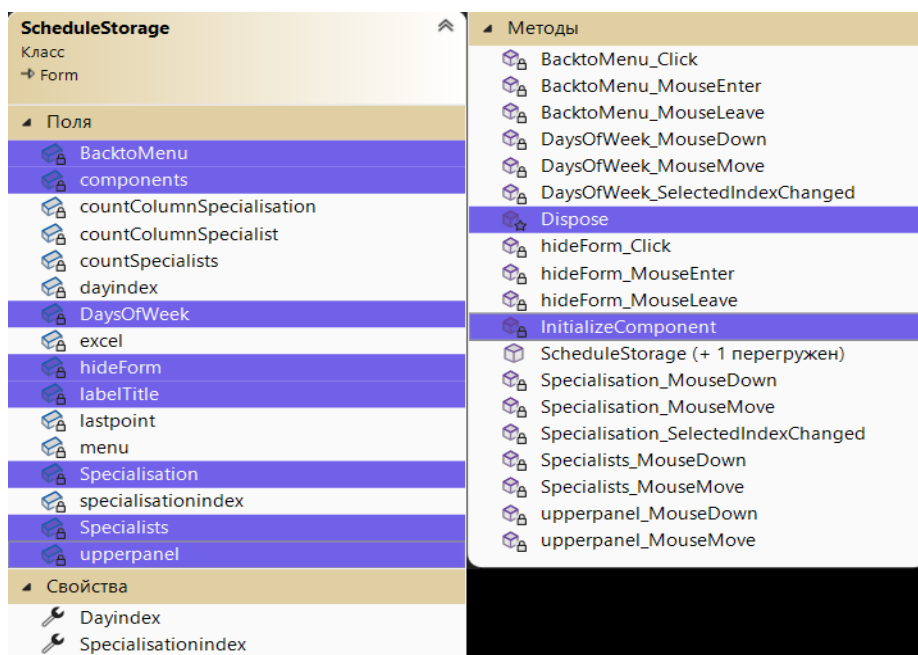 ScheduleStorage
Класс
Form
Поля
BacktoMenu
components
countColumnSpecialisation
countColumnSpecialist
countSpecialists
dayindex
DaysOfWeek
excel
hideForm
labelTitle
lastpoint
menu
Specialisation
specialisationindex
Specialists
upperpanel
Свойства
Dayindex
Specialisationindex
Методы
BacktoMenu_Click
BacktoMenu_MouseEnter
BacktoMenu_MouseLeave
DaysOfWeek_MouseDown
DaysOfWeek_MouseMove
DaysOfWeek_SelectedIndexChanged
Dispose
hideForm_Click
hideForm_MouseEnter
hideForm_MouseLeave
InitializeComponent
ScheduleStorage (+ 1 перегружен)
Specialisation_MouseDown
Specialisation_MouseMove
Specialisation_SelectedIndexChanged
Specialists_MouseDown
Specialists_MouseMove
upperpanel_MouseDown
upperpanel_MouseMove